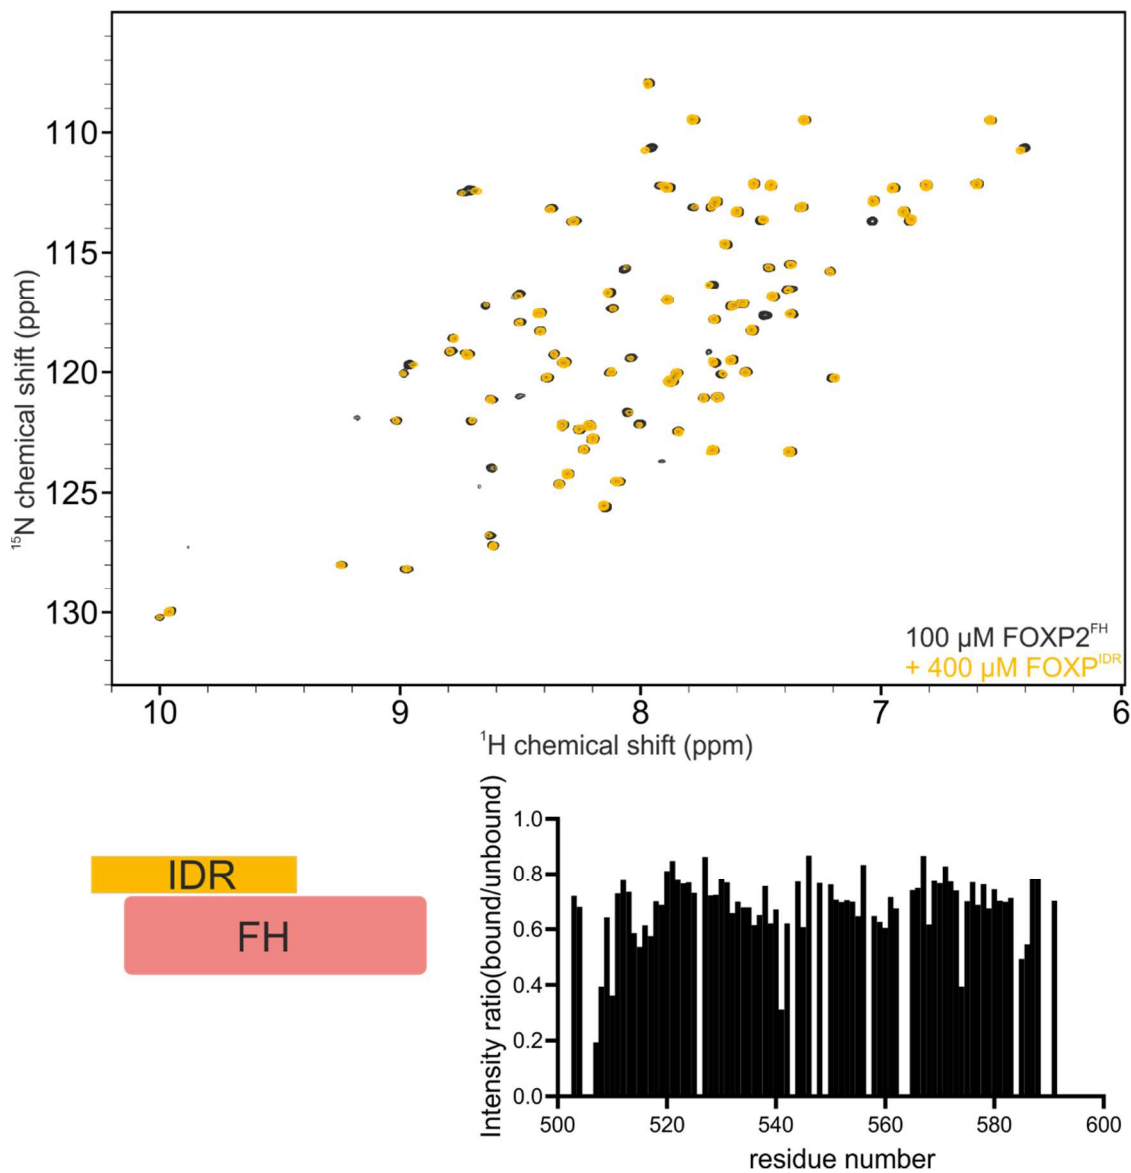 110
115
120
125
130
¹⁵N chemical shift (ppm)
100 µM FOXP2ᶠᴴ
+ 400 µM FOXPᴵᴰᴿ
10 9 8 7 6
¹H chemical shift (ppm)
IDR
FH
Intensity ratio(bound/unbound)
1.0
0.8
0.6
0.4
0.2
0.0
500 520 540 560 580 600
residue number